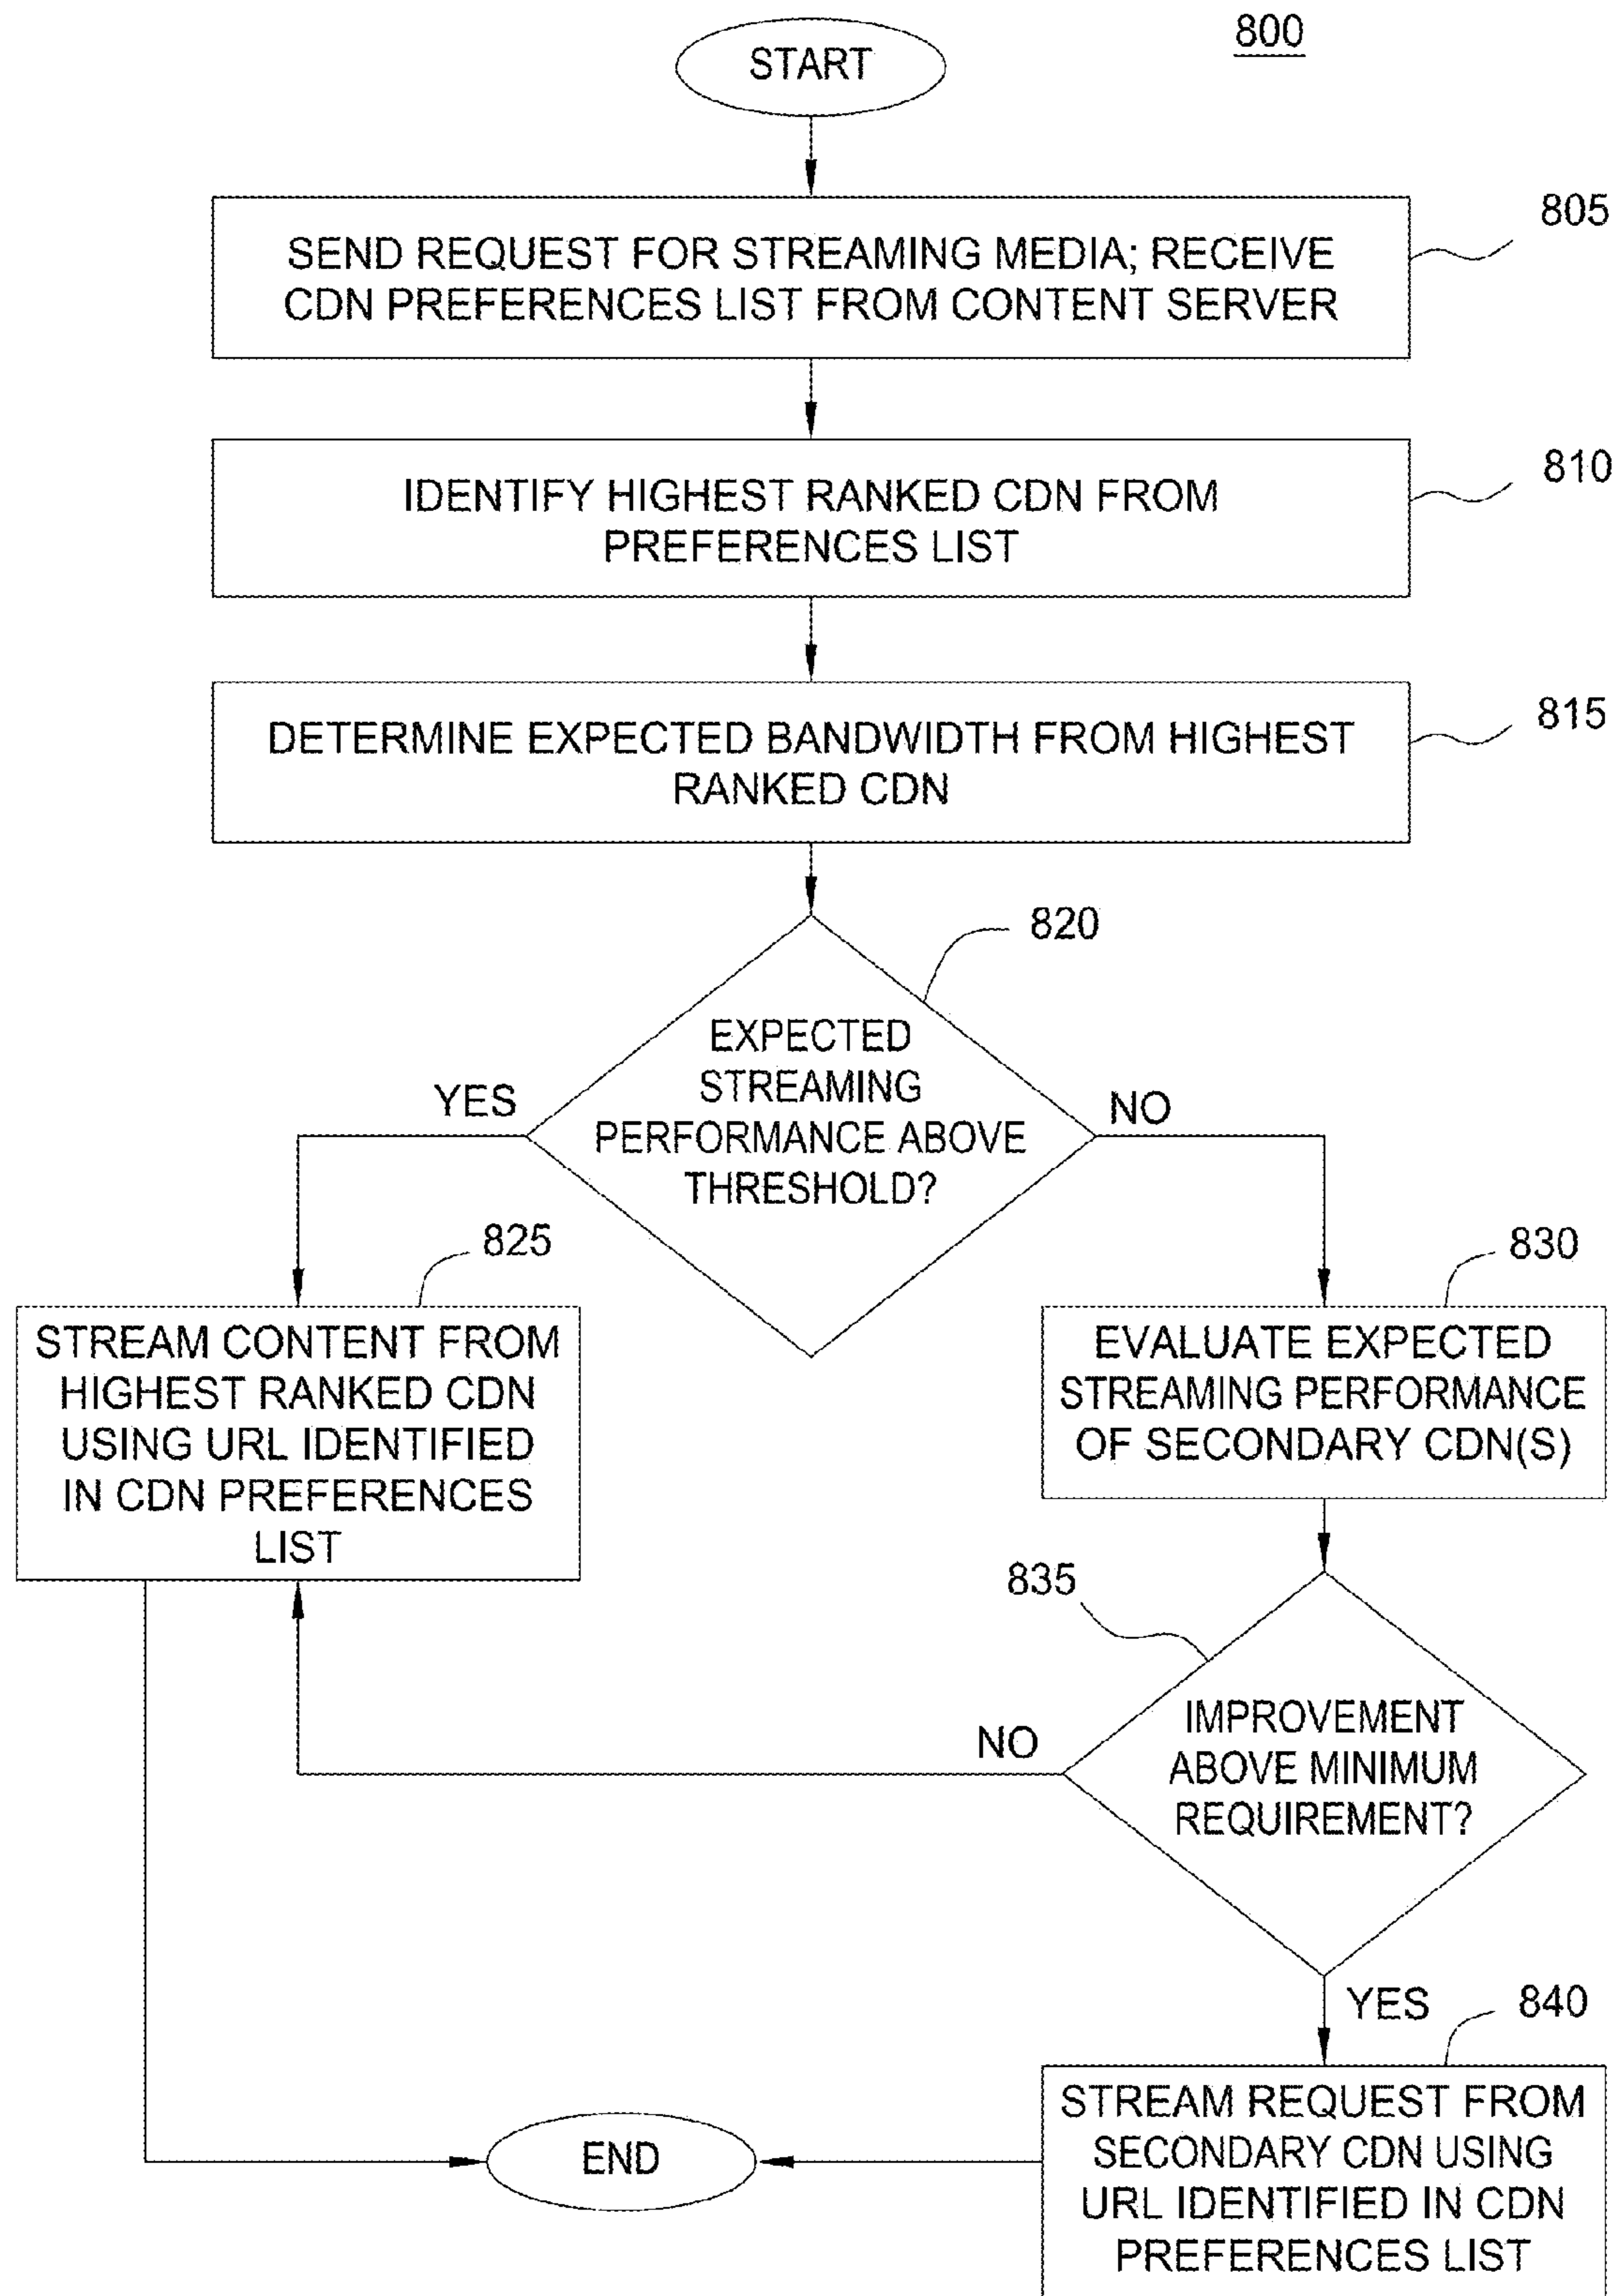 800
START
805
SEND REQUEST FOR STREAMING MEDIA; RECEIVE
CDN PREFERENCES LIST FROM CONTENT SERVER
810
IDENTIFY HIGHEST RANKED CDN FROM
PREFERENCES LIST
815
DETERMINE EXPECTED BANDWIDTH FROM HIGHEST
RANKED CDN
820
EXPECTED
STREAMING
PERFORMANCE ABOVE
THRESHOLD?
YES
NO
825
STREAM CONTENT FROM
HIGHEST RANKED CDN
USING URL IDENTIFIED
IN CDN PREFERENCES
LIST
830
EVALUATE EXPECTED
STREAMING PERFORMANCE
OF SECONDARY CDN(S)
835
IMPROVEMENT
ABOVE MINIMUM
REQUIREMENT?
NO
YES
840
STREAM REQUEST FROM
SECONDARY CDN USING
URL IDENTIFIED IN CDN
PREFERENCES LIST
END